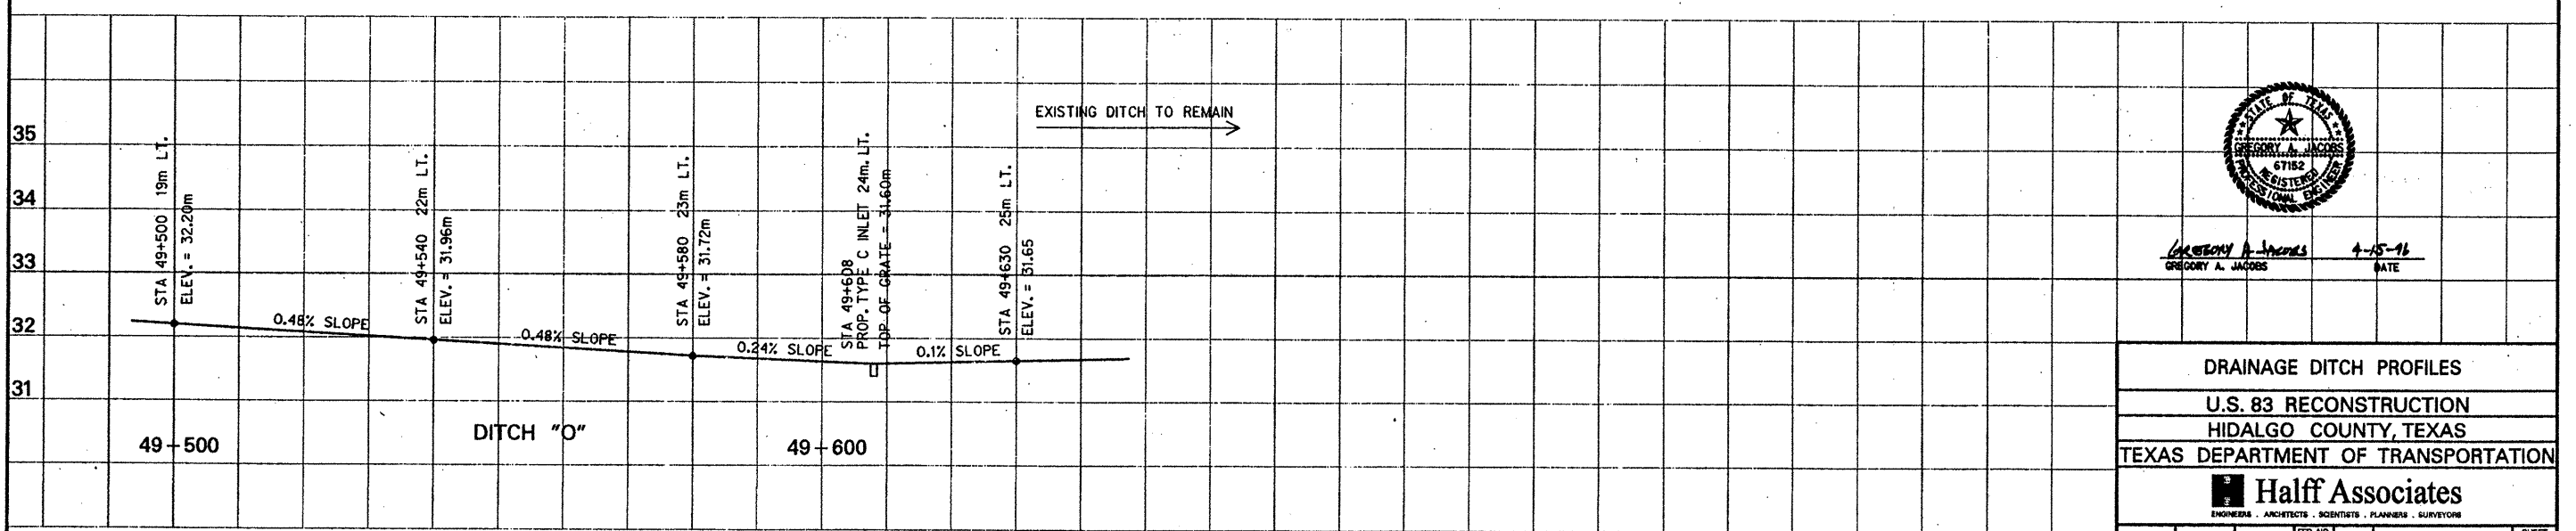 35
34
33
32
31
STA 49+500 19m LT.
ELEV. = 32.20m
0.48% SLOPE
STA 49+540 22m LT.
ELEV. = 31.96m
0.48% SLOPE
STA 49+580 23m LT.
ELEV. = 31.72m
0.24% SLOPE
STA 49+608
PROP. TYPE C INLET 24m. LT.
TOP OF GRATE = 31.60m
0.1% SLOPE
STA 49+630 25m LT.
ELEV. = 31.65
EXISTING DITCH TO REMAIN
49+500
DITCH "O"
49+600
STATE OF TEXAS
GREGORY A. JACOBS
67152
REGISTERED
PROFESSIONAL ENGINEER
Gregory A. Jacobs 4-15-96
GREGORY A. JACOBS DATE
DRAINAGE DITCH PROFILES
U.S. 83 RECONSTRUCTION
HIDALGO COUNTY, TEXAS
TEXAS DEPARTMENT OF TRANSPORTATION
Halff Associates
ENGINEERS . ARCHITECTS . SCIENTISTS . PLANNERS . SURVEYORS